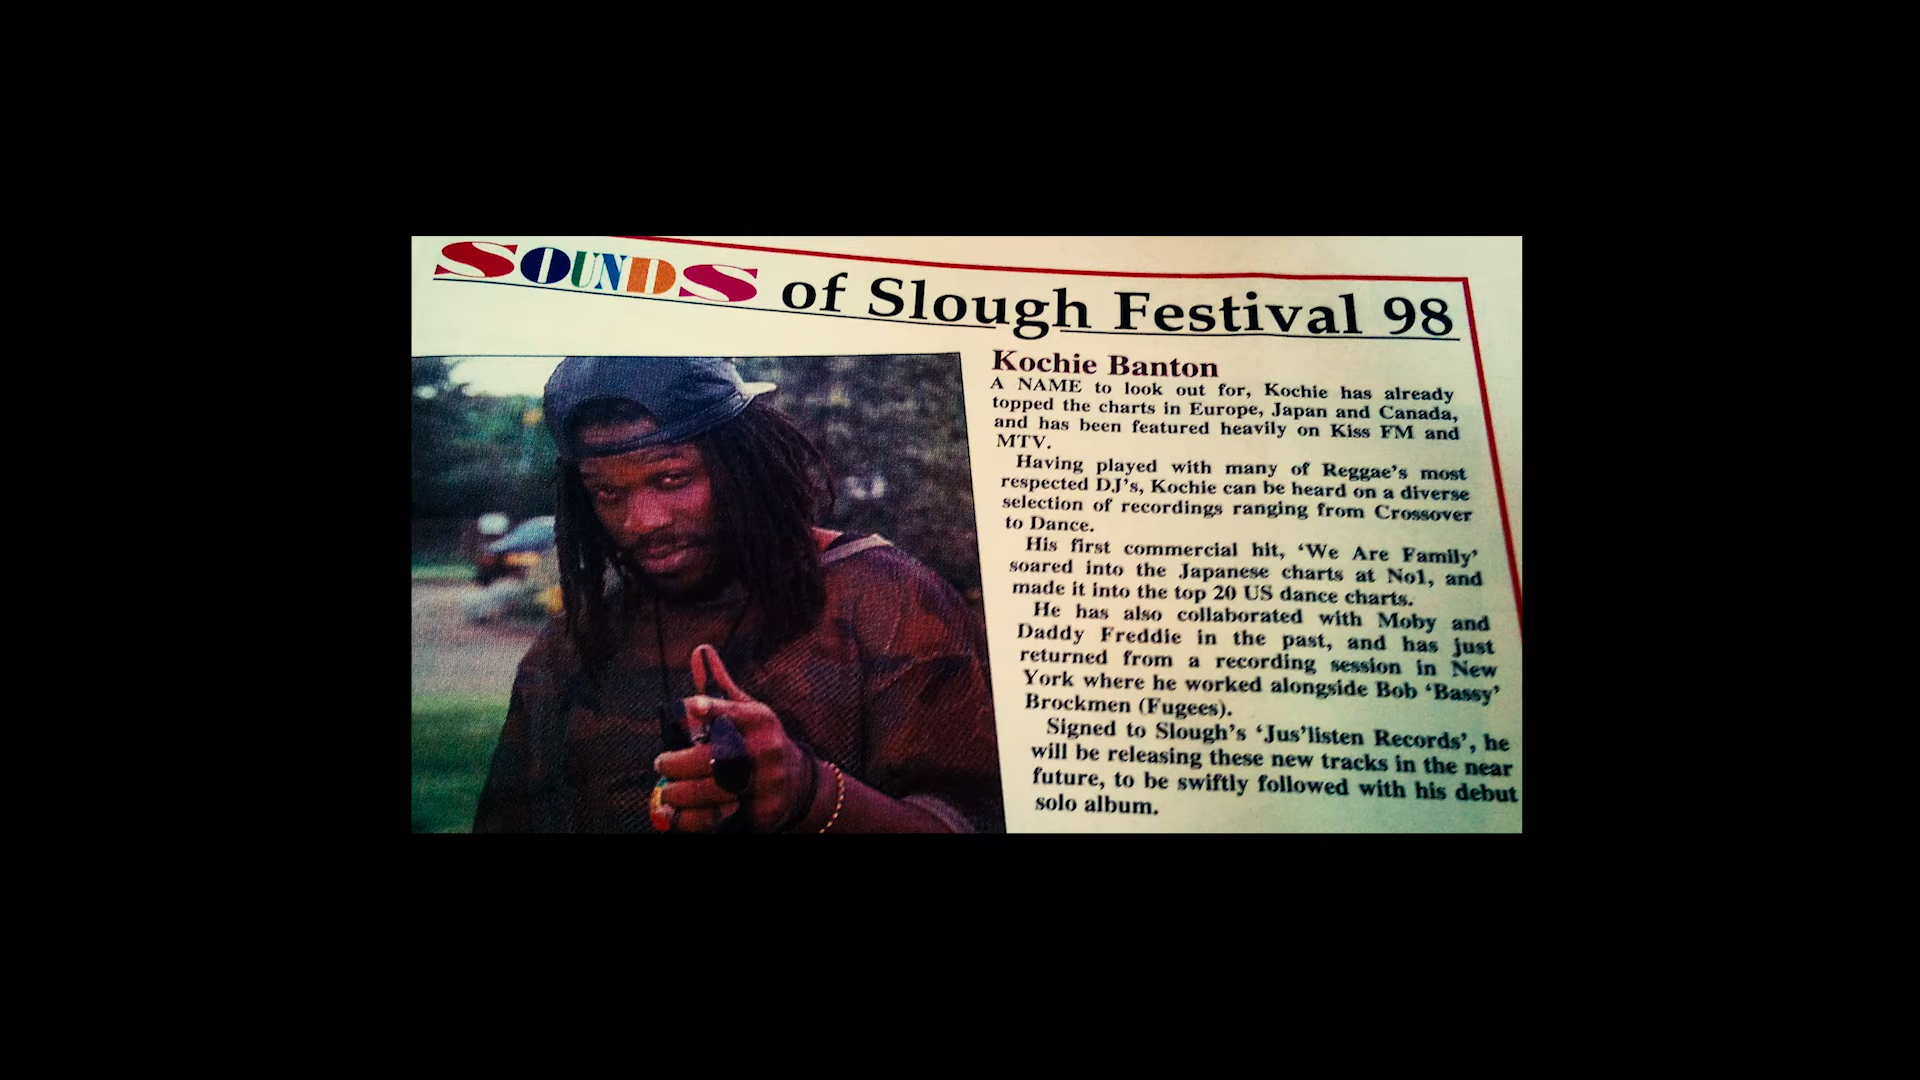 SOUNDS of Slough Festival 98
Kochie Banton
A NAME to look out for, Kochie has already
topped the charts in Europe, Japan and Canada,
and has been featured heavily on Kiss FM and
MTV.
Having played with many of Reggae's most
respected DJ's, Kochie can be heard on a diverse
selection of recordings ranging from Crossover
to Dance.
His first commercial hit, 'We Are Family'
soared into the Japanese charts at No1, and
made it into the top 20 US dance charts.
He has also collaborated with Moby and
Daddy Freddie in the past, and has just
returned from a recording session in New
York where he worked alongside Bob 'Bassy'
Brockmen (Fugees).
Signed to Slough's 'Jus'listen Records', he
will be releasing these new tracks in the near
future, to be swiftly followed with his debut
solo album.